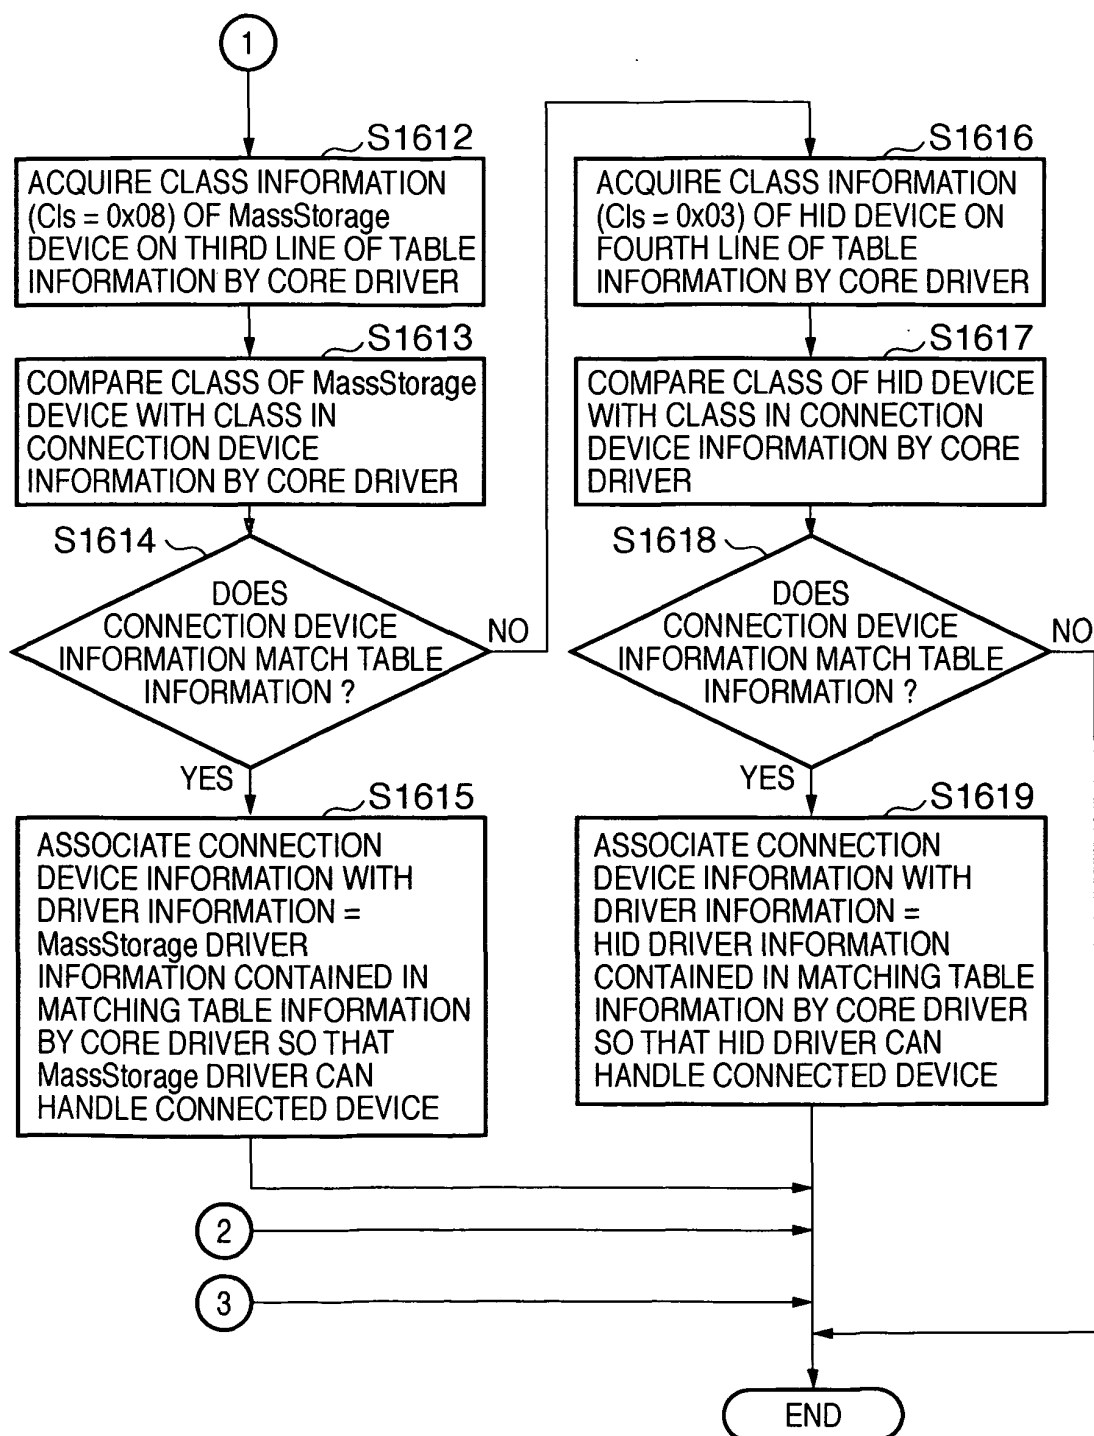 1
S1612
ACQUIRE CLASS INFORMATION
(Cls = 0x08) OF MassStorage
DEVICE ON THIRD LINE OF TABLE
INFORMATION BY CORE DRIVER
S1613
COMPARE CLASS OF MassStorage
DEVICE WITH CLASS IN
CONNECTION DEVICE
INFORMATION BY CORE DRIVER
S1614
DOES
CONNECTION DEVICE
INFORMATION MATCH TABLE
INFORMATION ?
NO
YES
S1615
ASSOCIATE CONNECTION
DEVICE INFORMATION WITH
DRIVER INFORMATION =
MassStorage DRIVER
INFORMATION CONTAINED IN
MATCHING TABLE INFORMATION
BY CORE DRIVER SO THAT
MassStorage DRIVER CAN
HANDLE CONNECTED DEVICE
S1616
ACQUIRE CLASS INFORMATION
(Cls = 0x03) OF HID DEVICE ON
FOURTH LINE OF TABLE
INFORMATION BY CORE DRIVER
S1617
COMPARE CLASS OF HID DEVICE
WITH CLASS IN CONNECTION
DEVICE INFORMATION BY CORE
DRIVER
S1618
DOES
CONNECTION DEVICE
INFORMATION MATCH TABLE
INFORMATION ?
NO
YES
S1619
ASSOCIATE CONNECTION
DEVICE INFORMATION WITH
DRIVER INFORMATION =
HID DRIVER INFORMATION
CONTAINED IN MATCHING TABLE
INFORMATION BY CORE DRIVER
SO THAT HID DRIVER CAN
HANDLE CONNECTED DEVICE
2
3
END